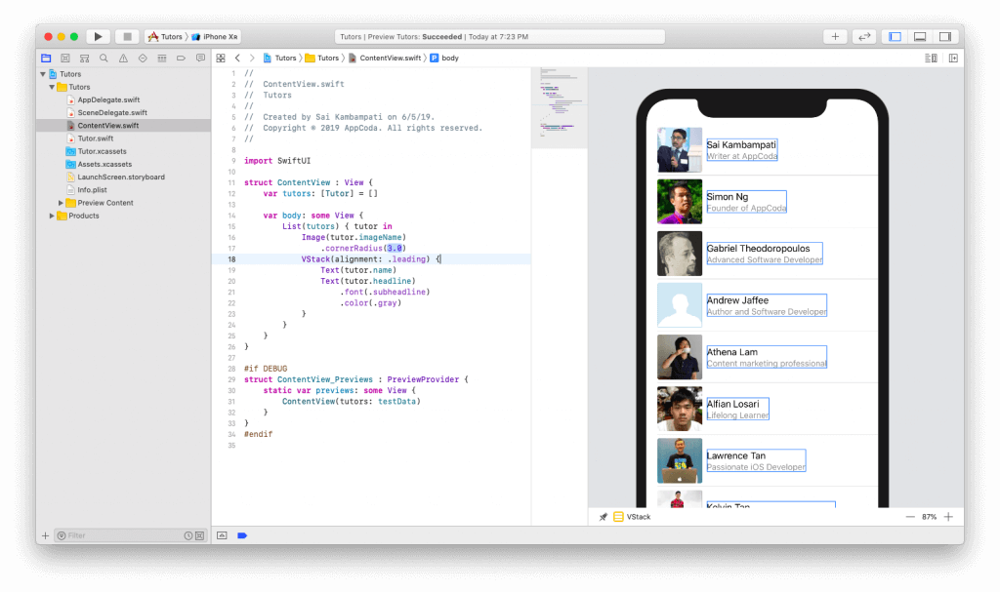 Tutors
iPhone Xʀ
Tutors | Preview Tutors: Succeeded | Today at 7:23 PM
Tutors
Tutors
AppDelegate.swift
SceneDelegate.swift
ContentView.swift
Tutor.swift
Tutor.xcassets
Assets.xcassets
LaunchScreen.storyboard
Info.plist
Preview Content
Products
Filter
Tutors
Tutors
ContentView.swift
P
body
1 //
2 //  ContentView.swift
3 //  Tutors
4 //
5 //  Created by Sai Kambampati on 6/5/19.
6 //  Copyright © 2019 AppCoda. All rights reserved.
7 //
8
9 import SwiftUI
10
11 struct ContentView : View {
12     var tutors: [Tutor] = []
13
14     var body: some View {
15         List(tutors) { tutor in
16             Image(tutor.imageName)
17                 .cornerRadius(3.0)
18             VStack(alignment: .leading) {
19                 Text(tutor.name)
20                 Text(tutor.headline)
21                     .font(.subheadline)
22                     .color(.gray)
23             }
24         }
25     }
26 }
27
28 #if DEBUG
29 struct ContentView_Previews : PreviewProvider {
30     static var previews: some View {
31         ContentView(tutors: testData)
32     }
33 }
34 #endif
35
Sai Kambampati
Writer at AppCoda
Simon Ng
Founder of AppCoda
Gabriel Theodoropoulos
Advanced Software Developer
Andrew Jaffee
Author and Software Developer
Athena Lam
Content marketing professional
Alfian Losari
Lifelong Learner
Lawrence Tan
Passionate iOS Developer
Kelvin Tan
VStack
87%